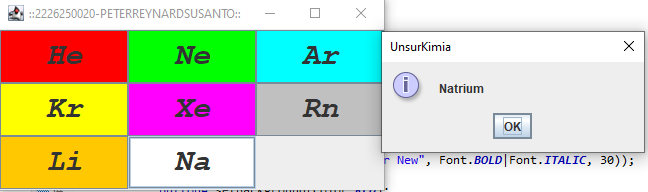 ::2226250020-PETERREYNARDSUSANTO::
He Ne Ar
Kr Xe Rn
Li Na
UnsurKimia
Natrium
OK
r New", Font.BOLD|Font.ITALIC, 30));